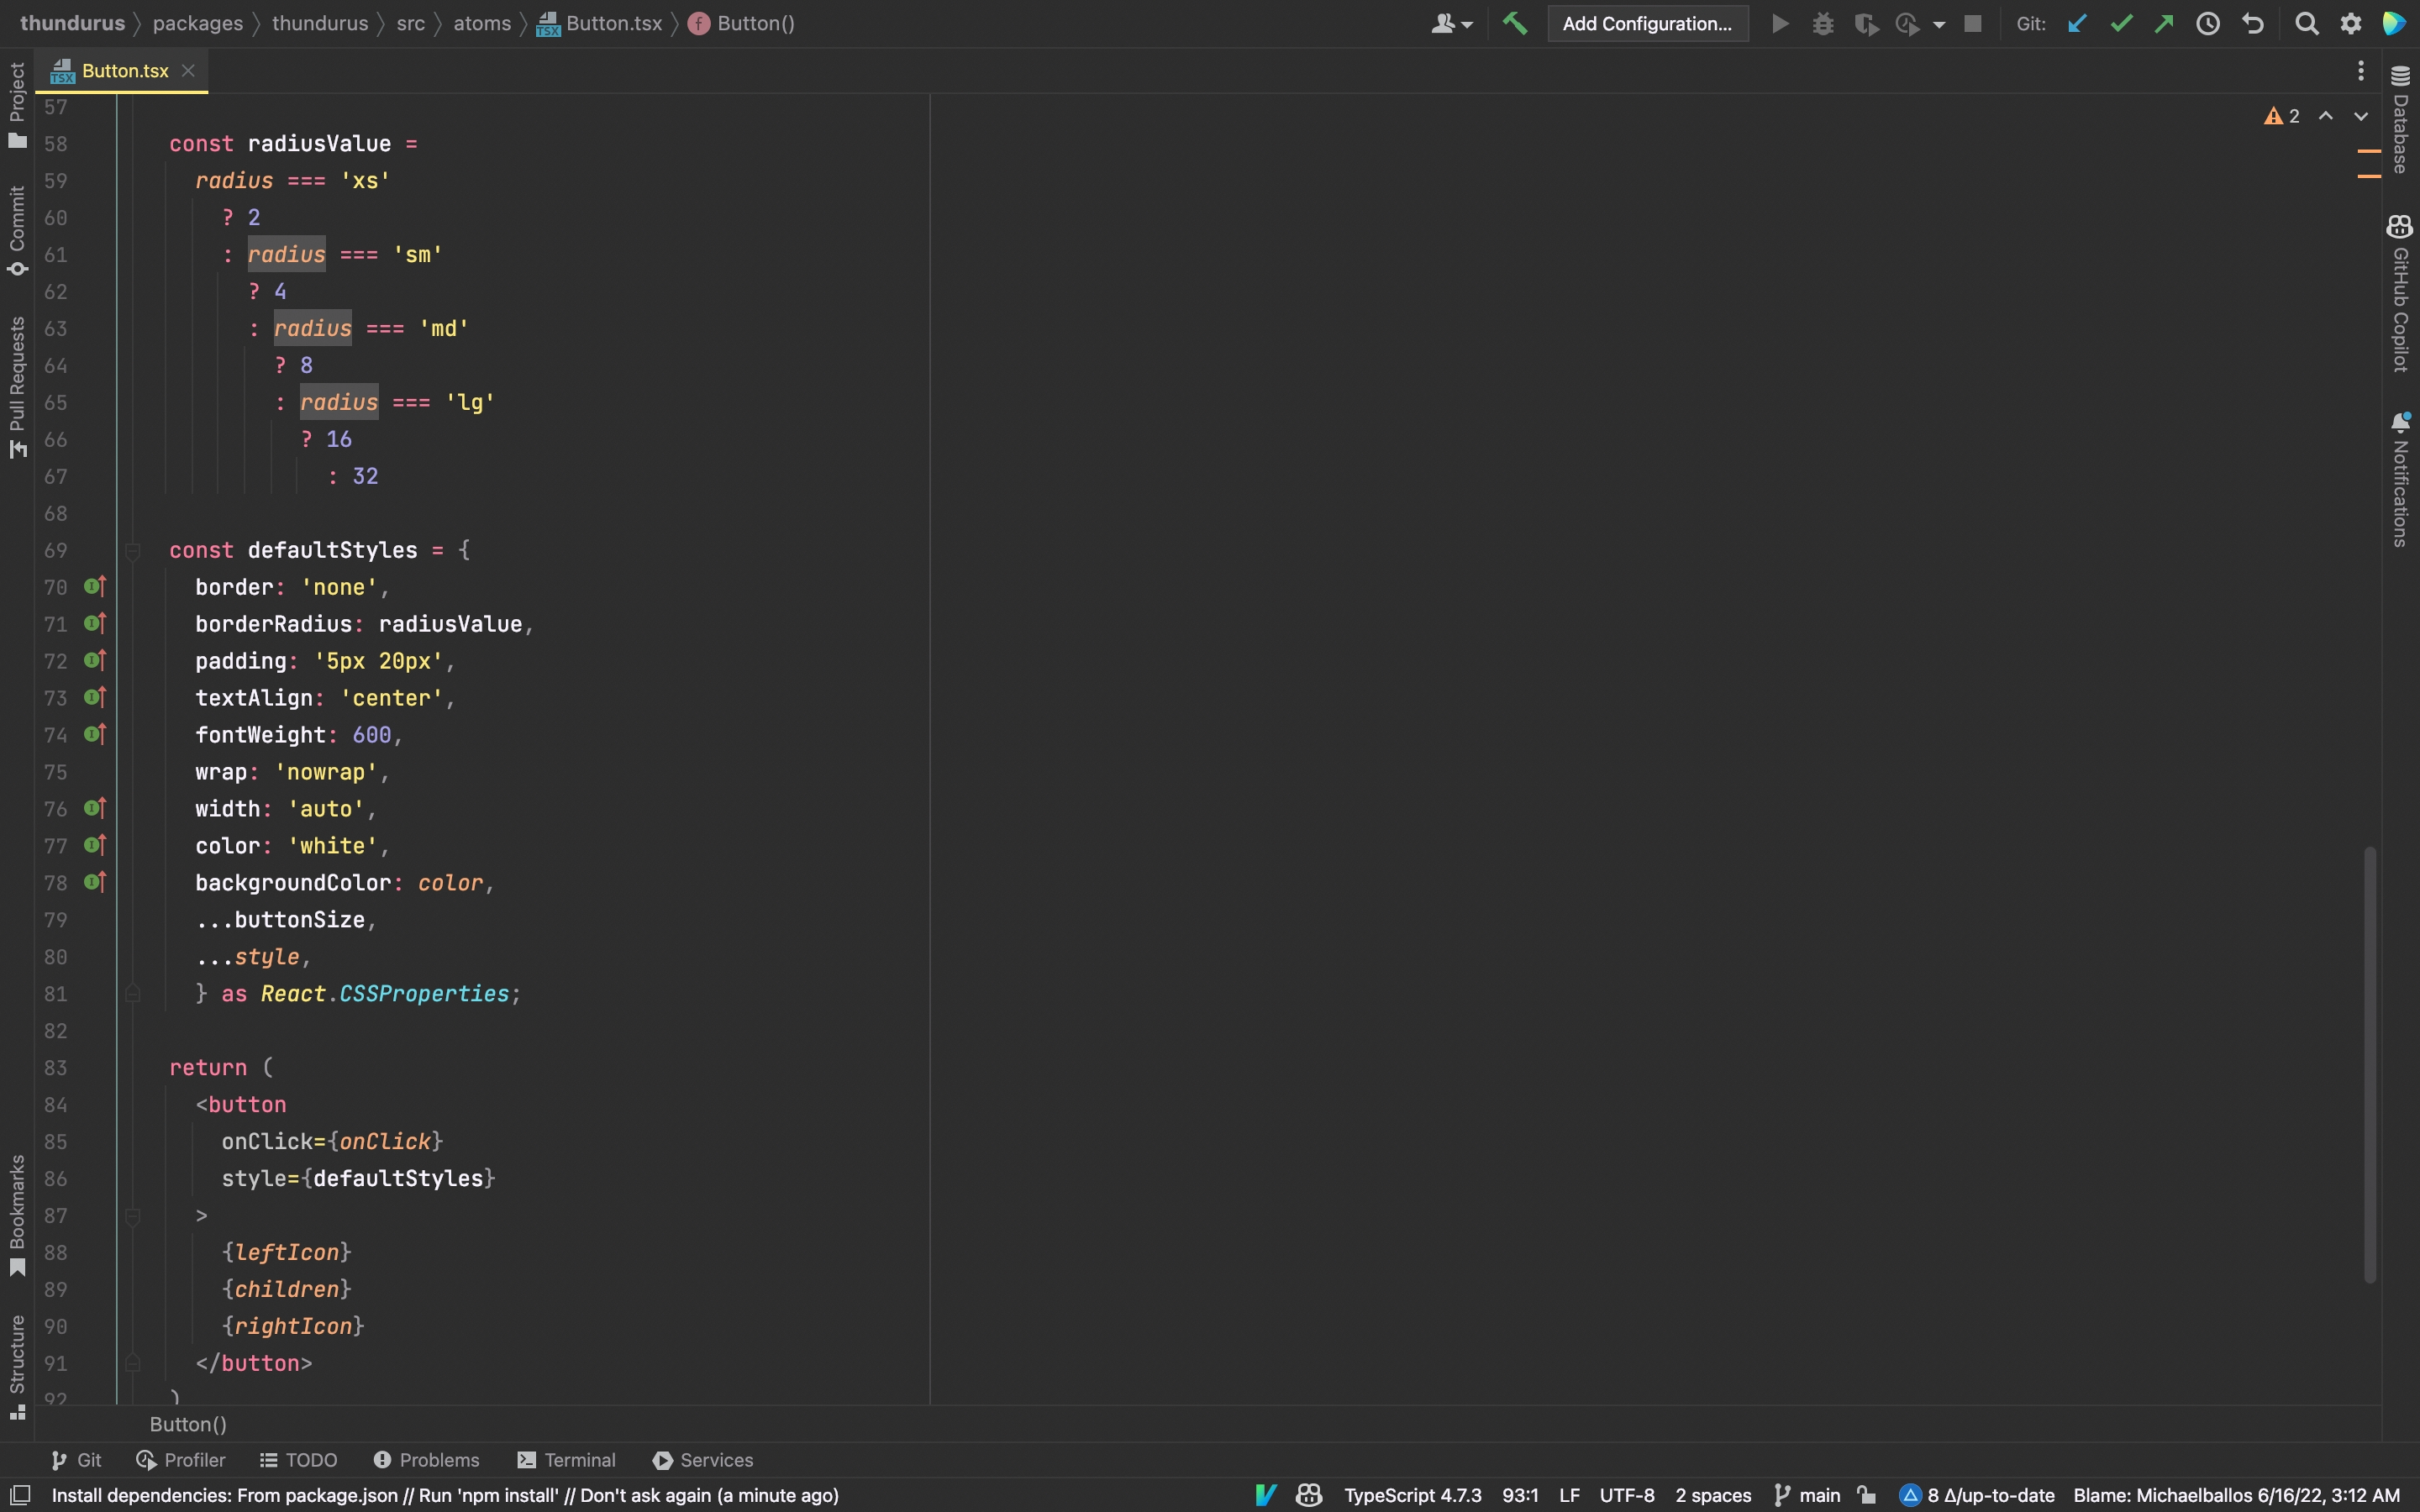 thundurus packages thundurus src atoms TSX Button.tsx f Button() Add Configuration... Git:
TSX Button.tsx
2
Project
Commit
Pull Requests
Bookmarks
Structure
57
58 const radiusValue =
59 radius === 'xs'
60 ? 2
61 : radius === 'sm'
62 ? 4
63 : radius === 'md'
64 ? 8
65 : radius === 'lg'
66 ? 16
67 : 32
68
69 const defaultStyles = {
70 border: 'none',
71 borderRadius: radiusValue,
72 padding: '5px 20px',
73 textAlign: 'center',
74 fontWeight: 600,
75 wrap: 'nowrap',
76 width: 'auto',
77 color: 'white',
78 backgroundColor: color,
79 ...buttonSize,
80 ...style,
81 } as React.CSSProperties;
82
83 return (
84 <button
85 onClick={onClick}
86 style={defaultStyles}
87 >
88 {leftIcon}
89 {children}
90 {rightIcon}
91 </button>
92 )
Database
GitHub Copilot
Notifications
Button()
Git Profiler TODO Problems Terminal Services
Install dependencies: From package.json // Run 'npm install' // Don't ask again (a minute ago) TypeScript 4.7.3 93:1 LF UTF-8 2 spaces main 8 Δ/up-to-date Blame: Michaelballos 6/16/22, 3:12 AM